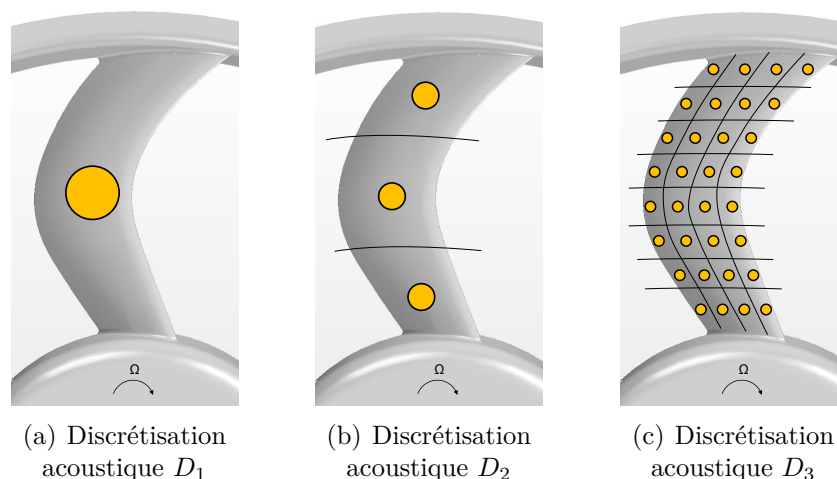 Ω
Ω
Ω
(a) Discrétisation
acoustique D₁
(b) Discrétisation
acoustique D₂
(c) Discrétisation
acoustique D₃